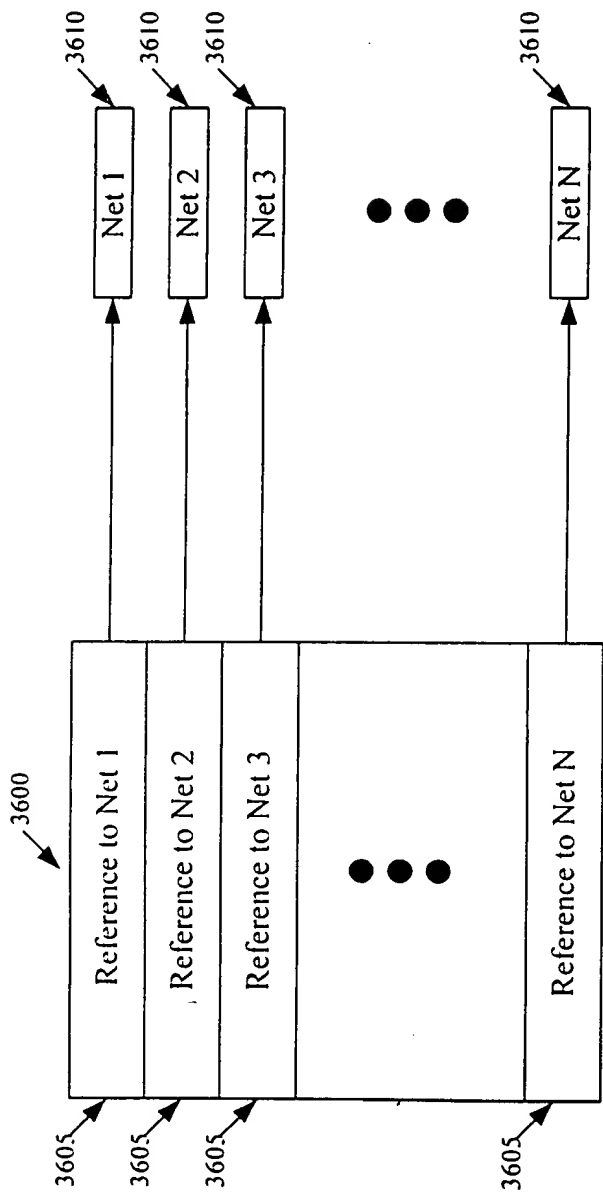 3600
3605
Reference to Net 1
Net 1
3610
3605
Reference to Net 2
Net 2
3610
3605
Reference to Net 3
Net 3
3610
3605
Reference to Net N
Net N
3610